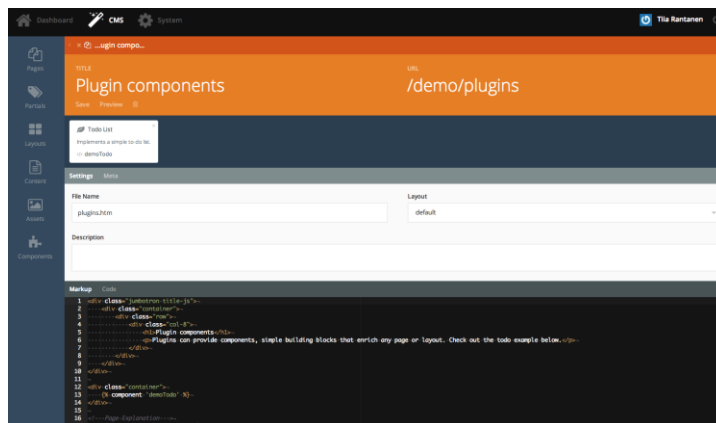 Dashboard CMS System Tiia Rantanen
× ...ugin compo...
Pages
TITLE URL
Plugin components /demo/plugins
Save Preview
Partials
Todo List ×
Implements a simple to do list.
demoTodo
Layouts
Content
Settings Meta
File Name Layout
plugins.htm default
Assets
Description
Components
Markup Code
1 <div class="jumbotron title-js">
2 <div class="container">
3 <div class="row">
4 <div class="col-8">
5 <h1>Plugin components</h1>
6 <p>Plugins can provide components, simple building blocks that enrich any page or layout. Check out the todo example below.</p>
7 </div>
8 </div>
9 </div>
10 </div>
11
12 <div class="container">
13 {% component 'demoTodo' %}
14 </div>
15
16 <!-- Page Explanation -->